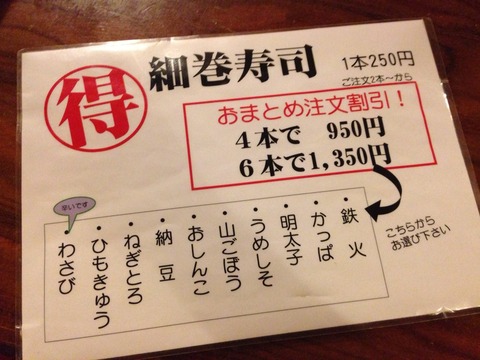 得
細巻寿司
1本250円
ご注文2本～から
おまとめ注文割引！
4本で 950円
6本で1,350円
こちらから
お選び下さい
・鉄火
・かっぱ
・明太子
・うめしそ
・山ごぼう
・おしんこ
・納豆
・ねぎとろ
・ひもきゅう
・わさび
辛いです